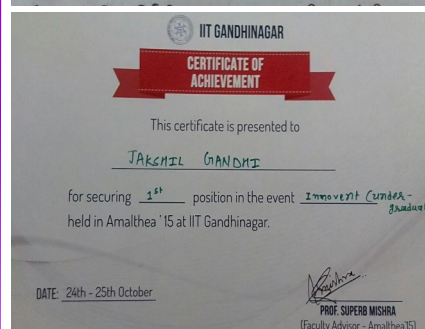 IIT GANDHINAGAR
CERTIFICATE OF
ACHIEVEMENT
This certificate is presented to
JAKSHIL GANDHI
for securing 1st position in the event Innovent (under-
graduate
held in Amalthea '15 at IIT Gandhinagar.
DATE: 24th - 25th October
PROF. SUPERB MISHRA
(Faculty Advisor - Amalthea'15)